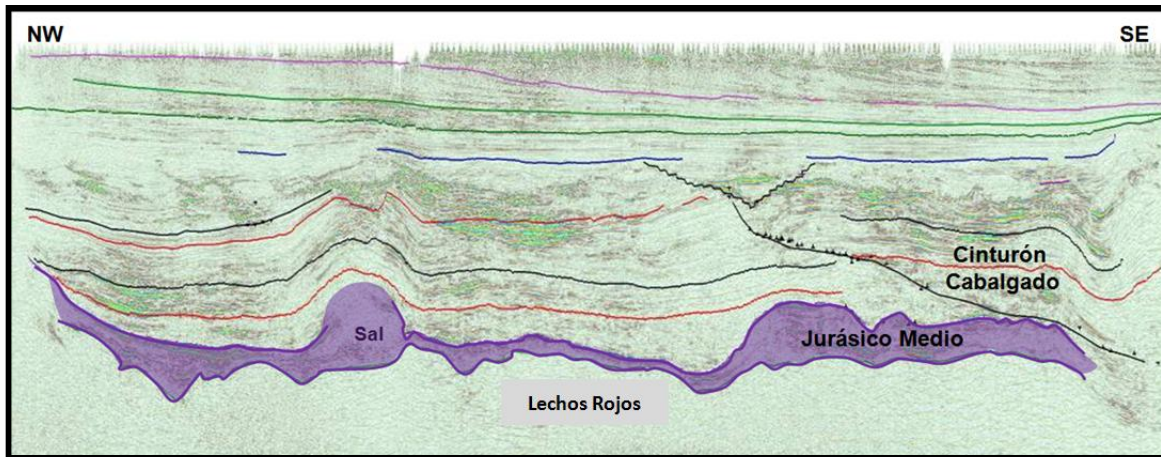 NW
SE
Cinturón
Cabalgado
Sal
Jurásico Medio
Lechos Rojos